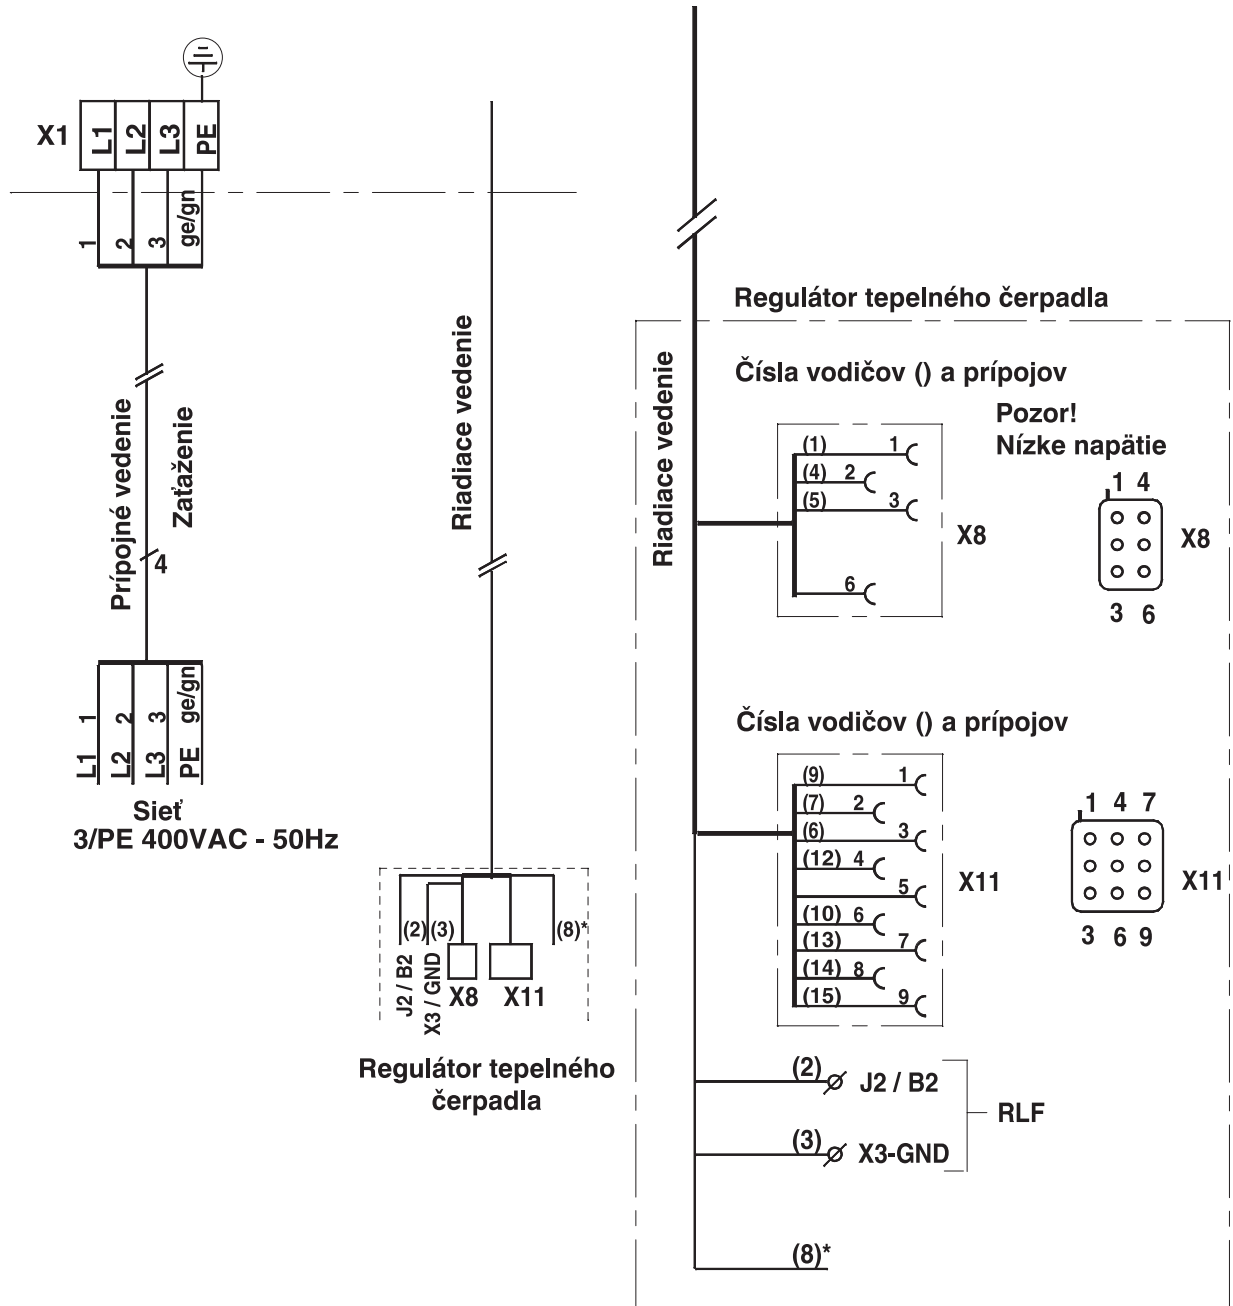 X1
L1 L2 L3 PE
1 2 3 ge/gn
Prípojné vedenie
Zaťaženie
4
1 2 3 ge/gn
L1 L2 L3 PE
Sieť
3/PE 400VAC - 50Hz
Riadiace vedenie
(2) (3) (8)*
J2 / B2
X3 / GND
X8 X11
Regulátor tepelného
čerpadla
Regulátor tepelného čerpadla
Riadiace vedenie
Čísla vodičov () a prípojov
Pozor!
Nízke napätie
(1) 1
(4) 2
(5) 3
6
X8
1 4
X8
3 6
Čísla vodičov () a prípojov
(9) 1
(7) 2
(6) 3
(12) 4
5
(10) 6
(13) 7
(14) 8
(15) 9
X11
1 4 7
X11
3 6 9
(2) J2 / B2
RLF
(3) X3-GND
(8)*